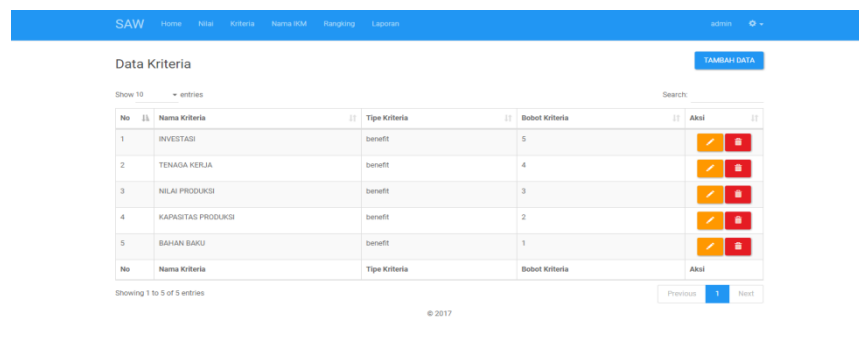 SAW Home Nilai Kriteria Nama IKM Rangking Laporan admin
Data Kriteria TAMBAH DATA
Show 10 entries Search:
No Nama Kriteria Tipe Kriteria Bobot Kriteria Aksi
1 INVESTASI benefit 5
2 TENAGA KERJA benefit 4
3 NILAI PRODUKSI benefit 3
4 KAPASITAS PRODUKSI benefit 2
5 BAHAN BAKU benefit 1
No Nama Kriteria Tipe Kriteria Bobot Kriteria Aksi
Showing 1 to 5 of 5 entries Previous 1 Next
© 2017